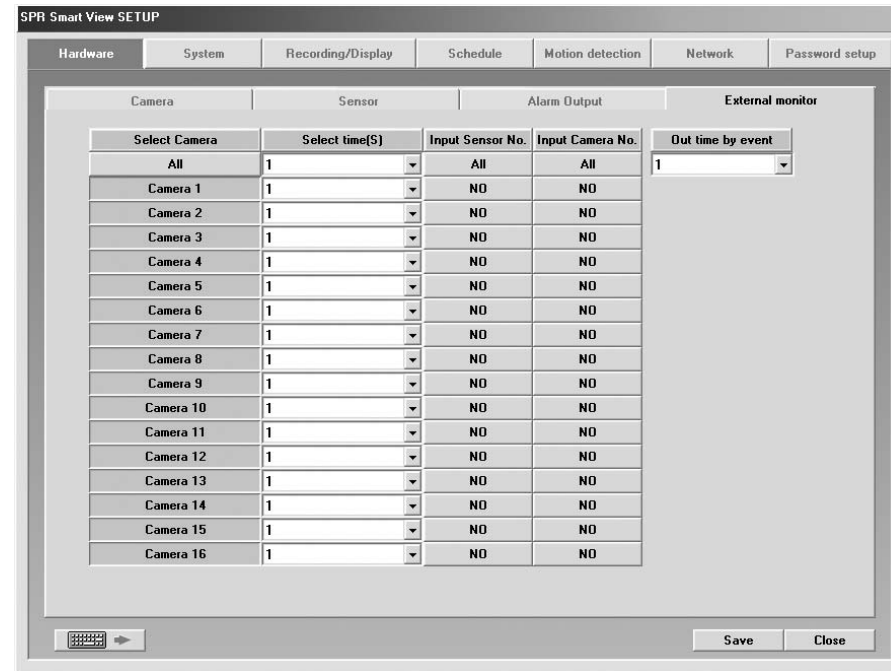 SPR Smart View SETUP
Hardware System Recording/Display Schedule Motion detection Network Password setup
Camera Sensor Alarm Output External monitor
Select Camera Select time(S) Input Sensor No. Input Camera No. Out time by event
All 1 All All 1
Camera 1 1 NO NO
Camera 2 1 NO NO
Camera 3 1 NO NO
Camera 4 1 NO NO
Camera 5 1 NO NO
Camera 6 1 NO NO
Camera 7 1 NO NO
Camera 8 1 NO NO
Camera 9 1 NO NO
Camera 10 1 NO NO
Camera 11 1 NO NO
Camera 12 1 NO NO
Camera 13 1 NO NO
Camera 14 1 NO NO
Camera 15 1 NO NO
Camera 16 1 NO NO
Save Close